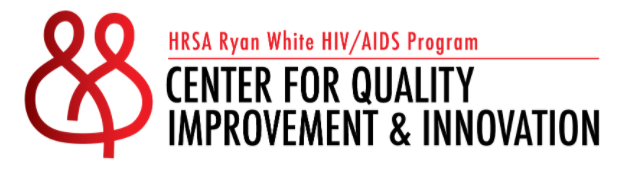 HRSA Ryan White HIV/AIDS Program
CENTER FOR QUALITY
IMPROVEMENT & INNOVATION